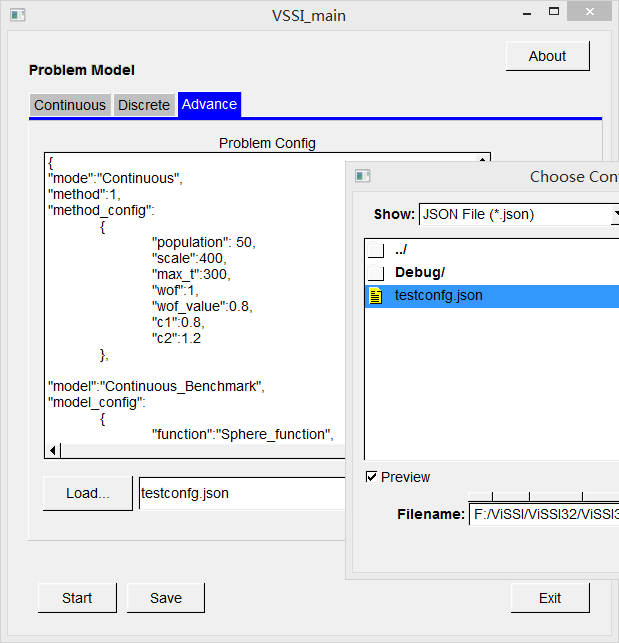 VSSI_main
About
Problem Model
Continuous Discrete Advance
Problem Config
{
"mode":"Continuous",
"method":1,
"method_config":
{
"population": 50,
"scale":400,
"max_t":300,
"wof":1,
"wof_value":0.8,
"c1":0.8,
"c2":1.2
},
"model":"Continuous_Benchmark",
"model_config":
{
"function":"Sphere_function",
Load... testconfg.json
Start Save Exit
Choose Con
Show: JSON File (*.json)
../
Debug/
testconfg.json
Preview
Filename: F:/ViSSI/ViSSI32/ViSSI3